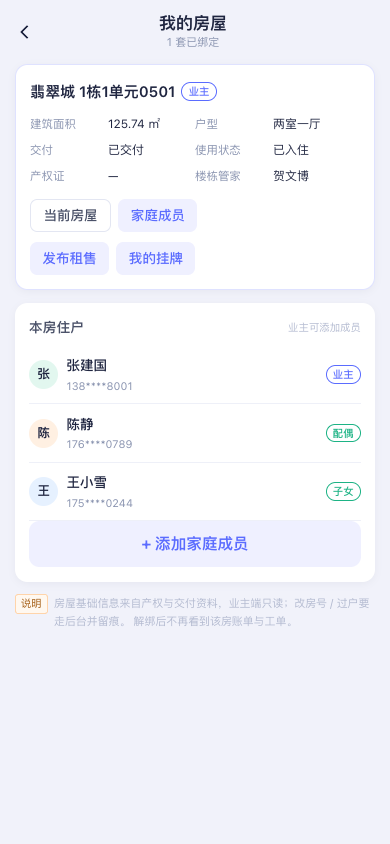 我的房屋
1 套已绑定
翡翠城 1栋1单元0501 业主
建筑面积 125.74 ㎡ 户型 两室一厅
交付 已交付 使用状态 已入住
产权证 — 楼栋管家 贺文博
当前房屋 家庭成员
发布租售 我的挂牌
本房住户 业主可添加成员
张 张建国 业主
138****8001
陈 陈静 配偶
176****0789
王 王小雪 子女
175****0244
+ 添加家庭成员
说明 房屋基础信息来自产权与交付资料，业主端只读；改房号 / 过户要
走后台并留痕。 解绑后不再看到该房账单与工单。